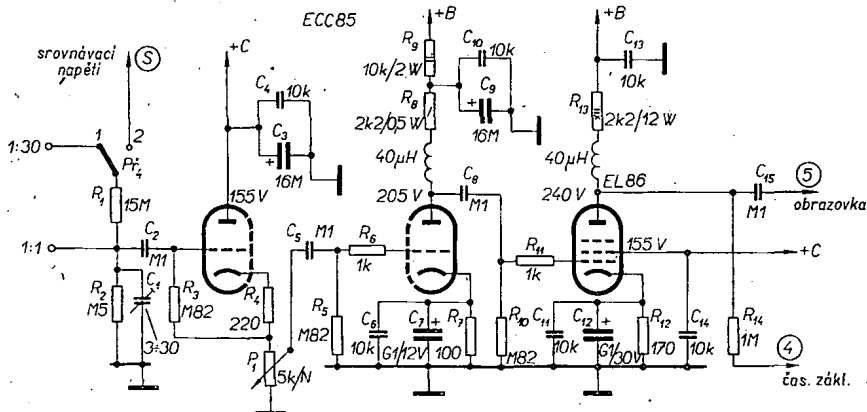 ECC85
srovnávací
napětí
S
1
2
1:30
Př4
R1
15M
1:1
C2
M1
R2
M5
C1
3÷30
R3
M82
155V
+C
C4
10k
C3
+
16M
R4
220
P1
5k/N
C5
M1
R5
M82
R6
1k
+B
R9
10k/2W
R8
2k2/0,5W
40μH
205V
C10
10k
C9
+
16M
C8
M1
C6
10k
C7
+
G1/12V
R7
100
R10
M82
R11
1k
+B
C13
10k
R13
2k2/12W
40μH
EL86
240V
155V
+C
C11
10k
C12
+
G1/30V
R12
170
C14
10k
C15
M1
5
obrazovka
R14
1M
4
čas. zákl.